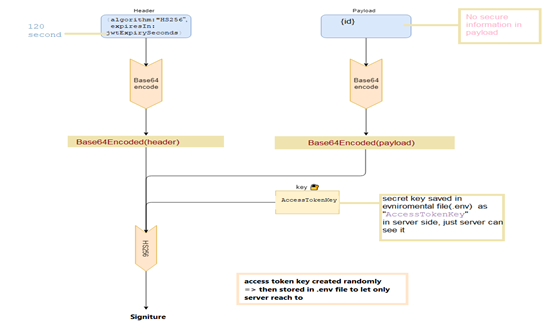 Header
Payload
120
second
{algorithm:"HS256",
expiresIn:
jwtExpirySeconds}
{id}
No secure
information in
payload
Base64
encode
Base64
encode
Base64Encoded(header)
Base64Encoded(payload)
key
AccessTokenKey
secret key saved in
evniromental file(.env) as
"AccessTokenKey"
in server side, just server can
see it
HS256
access token key created randomly
=> then stored in .env file to let only
server reach to
Signiture